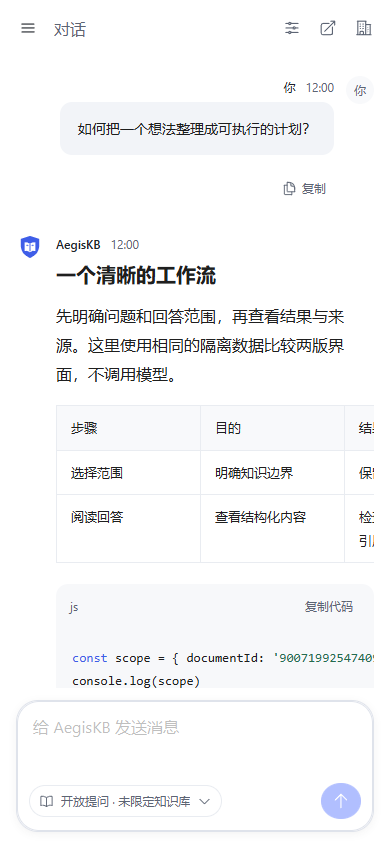 对话
你 12:00
你
如何把一个想法整理成可执行的计划？
复制
AegisKB 12:00
一个清晰的工作流
先明确问题和回答范围，再查看结果与来
源。这里使用相同的隔离数据比较两版界
面，不调用模型。
步骤 目的
选择范围 明确知识边界
阅读回答 查看结构化内容
引
js 复制代码
const scope = { documentId: '9007199254740
console.log(scope)
给 AegisKB 发送消息
开放提问 · 未限定知识库